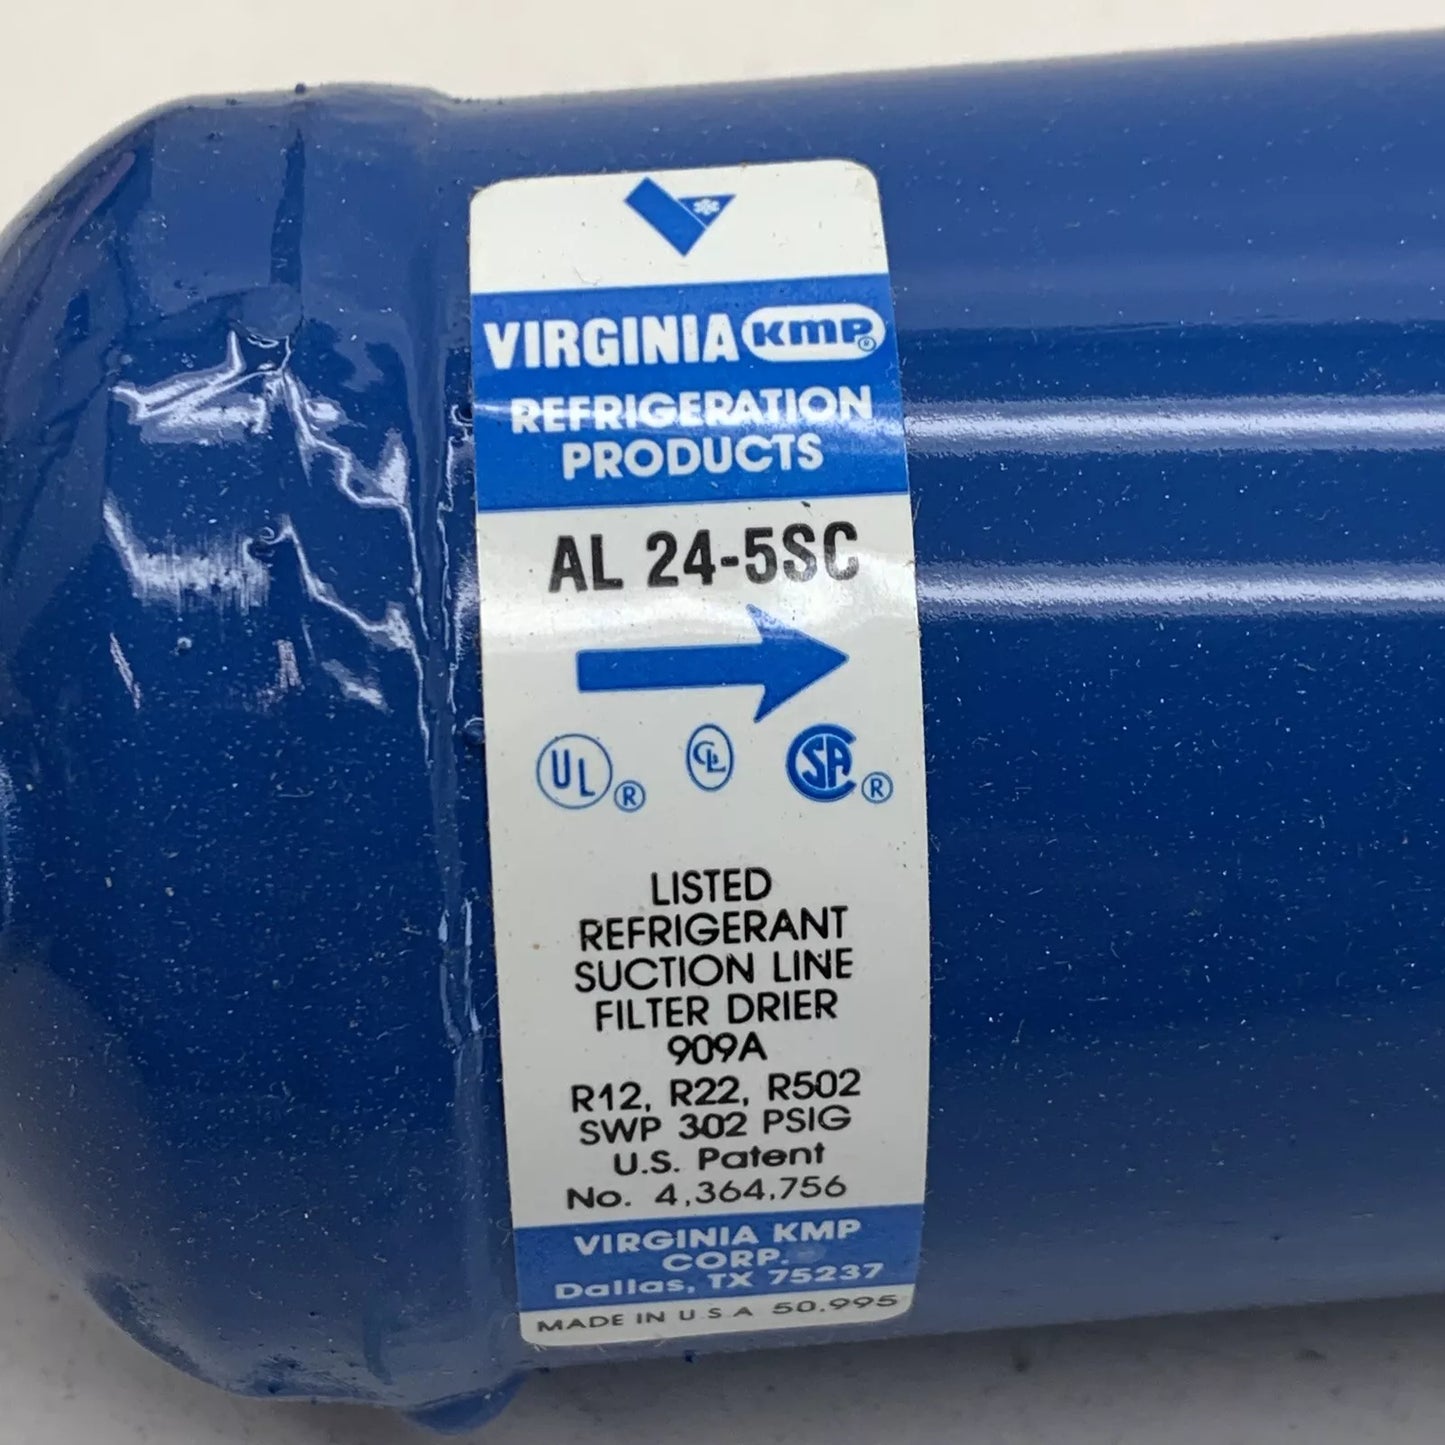 VIRGINIA KMP®
REFRIGERATION
PRODUCTS
AL 24-5SC
UL® CL SA®
LISTED
REFRIGERANT
SUCTION LINE
FILTER DRIER
909A
R12, R22, R502
SWP 302 PSIG
U.S. Patent
No. 4,364,756
VIRGINIA KMP
CORP.
Dallas, TX 75237
MADE IN U.S.A 50.995